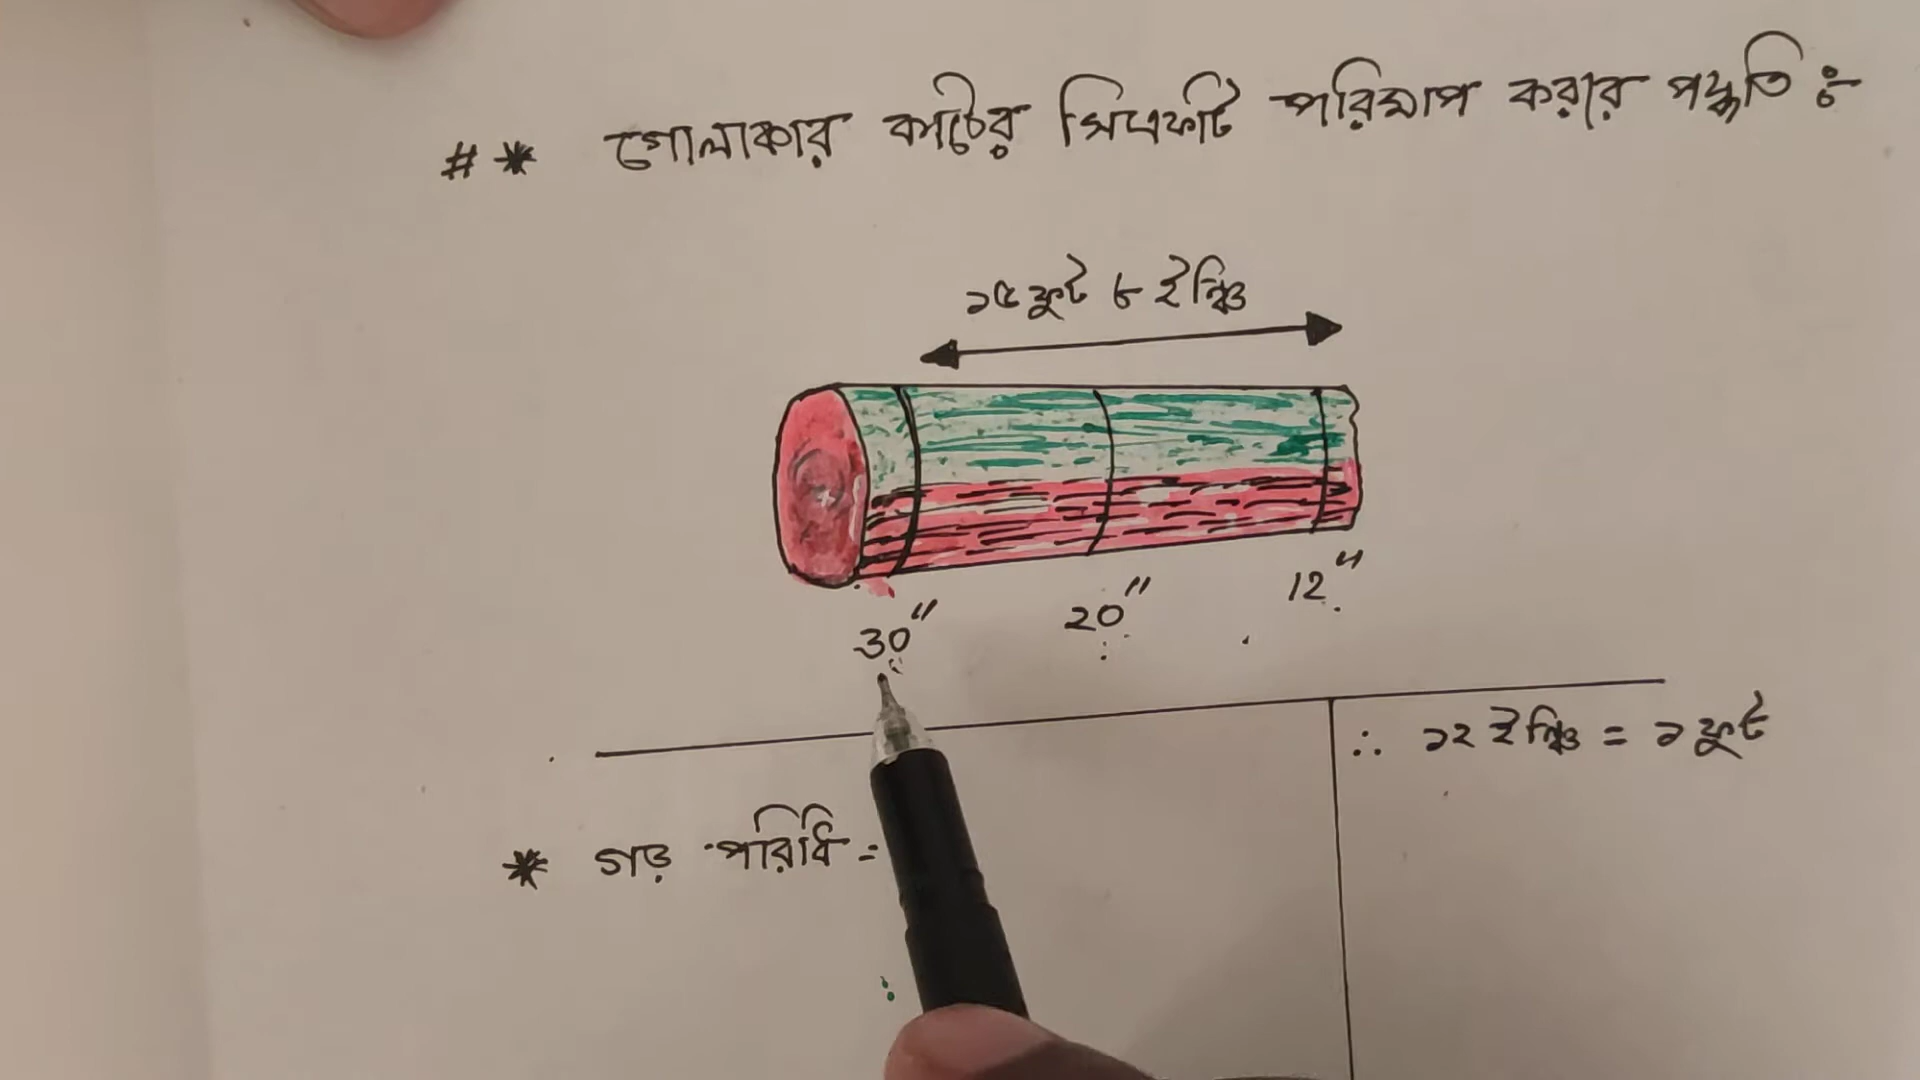 #* গোলাকার কাঠের সিএফটি পরিমাপ করার পদ্ধতি ঃ-
১৫ ফুট ৮ ইঞ্চি
30" 20" 12"
∴ ১২ ইঞ্চি = ১ ফুট
* গড় পরিধি =